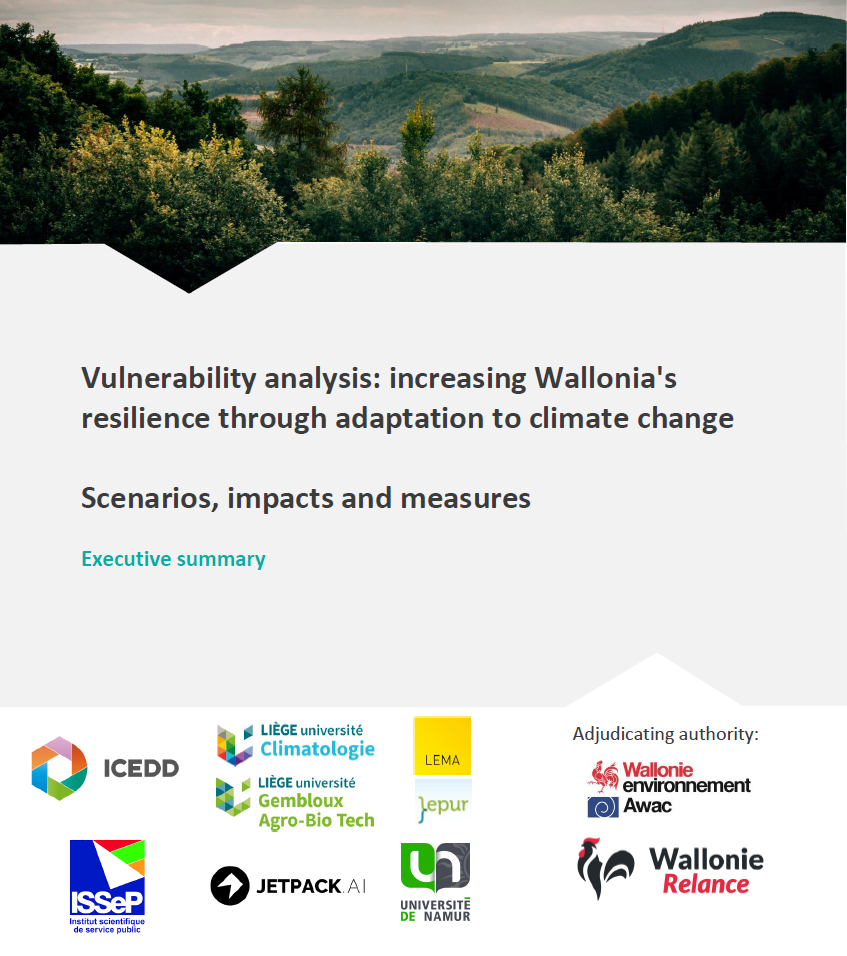 Vulnerability analysis: increasing Wallonia's
resilience through adaptation to climate change
Scenarios, impacts and measures
Executive summary
ICEDD
LIÈGE université
Climatologie
LIÈGE université
Gembloux
Agro-Bio Tech
LEMA
lepur
Adjudicating authority:
Wallonie
environnement
Awac
ISSeP
Institut scientifique
de service public
JETPACK.AI
un
UNIVERSITÉ
DE NAMUR
Wallonie
Relance